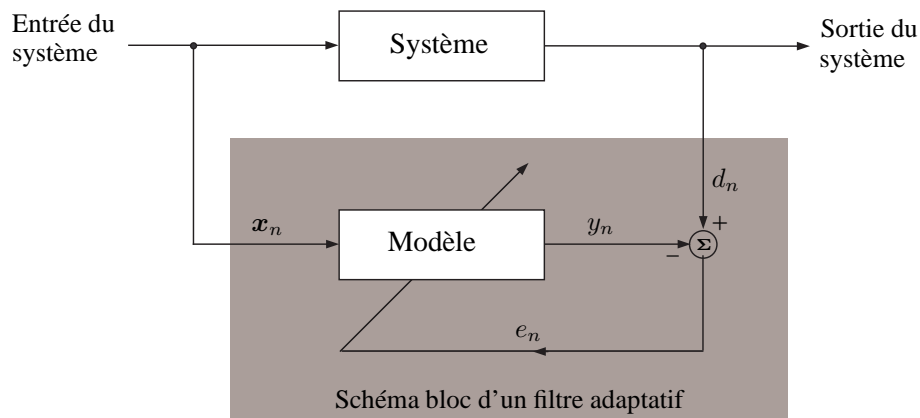 Entrée du
système
Système
Sortie du
système
d_n
x_n
Modèle
y_n
+
−
Σ
e_n
Schéma bloc d'un filtre adaptatif